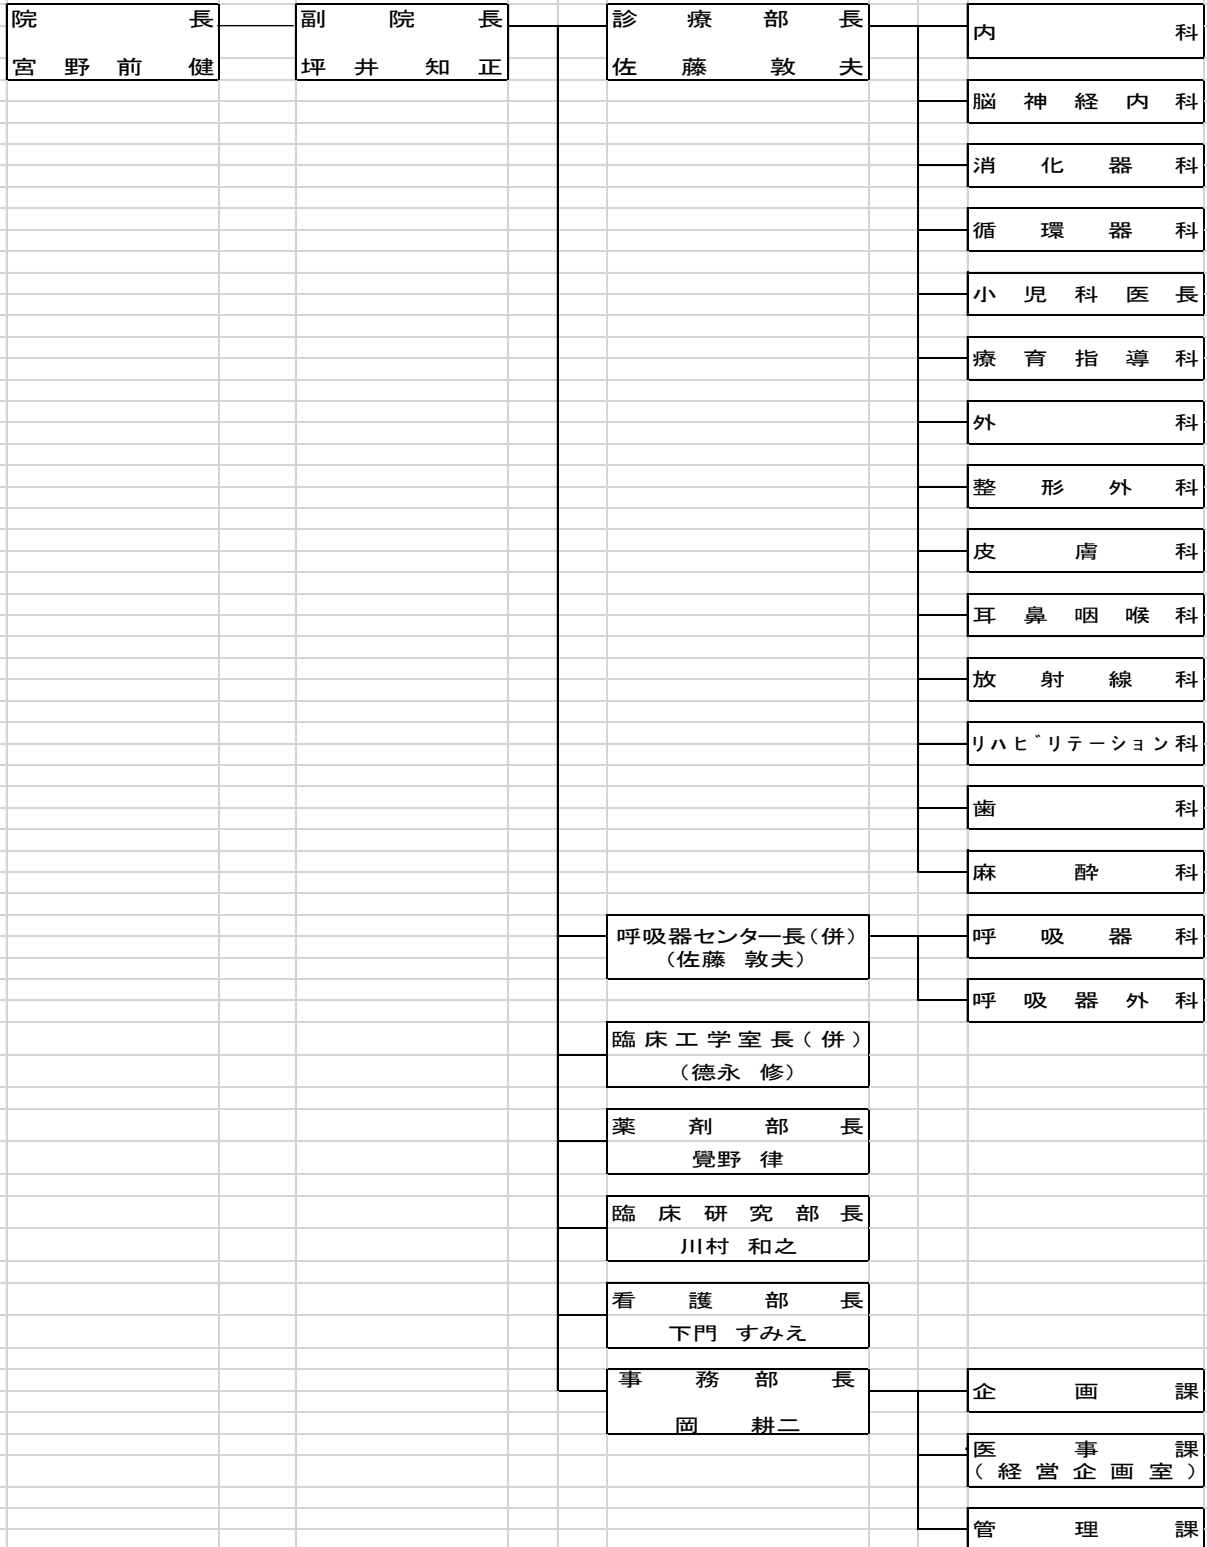 院長
宮野前健
副院長
坪井知正
診療部長
佐藤敦夫
内科
脳神経内科
消化器科
循環器科
小児科医長
療育指導科
外科
整形外科
皮膚科
耳鼻咽喉科
放射線科
リハビリテーション科
歯科
麻酔科
呼吸器センター長(併)
(佐藤 敦夫)
呼吸器科
呼吸器外科
臨床工学室長(併)
(德永 修)
薬剤部長
覺野 律
臨床研究部長
川村 和之
看護部長
下門 すみえ
事務部長
岡 耕二
企画課
医事課
(経営企画室)
管理課